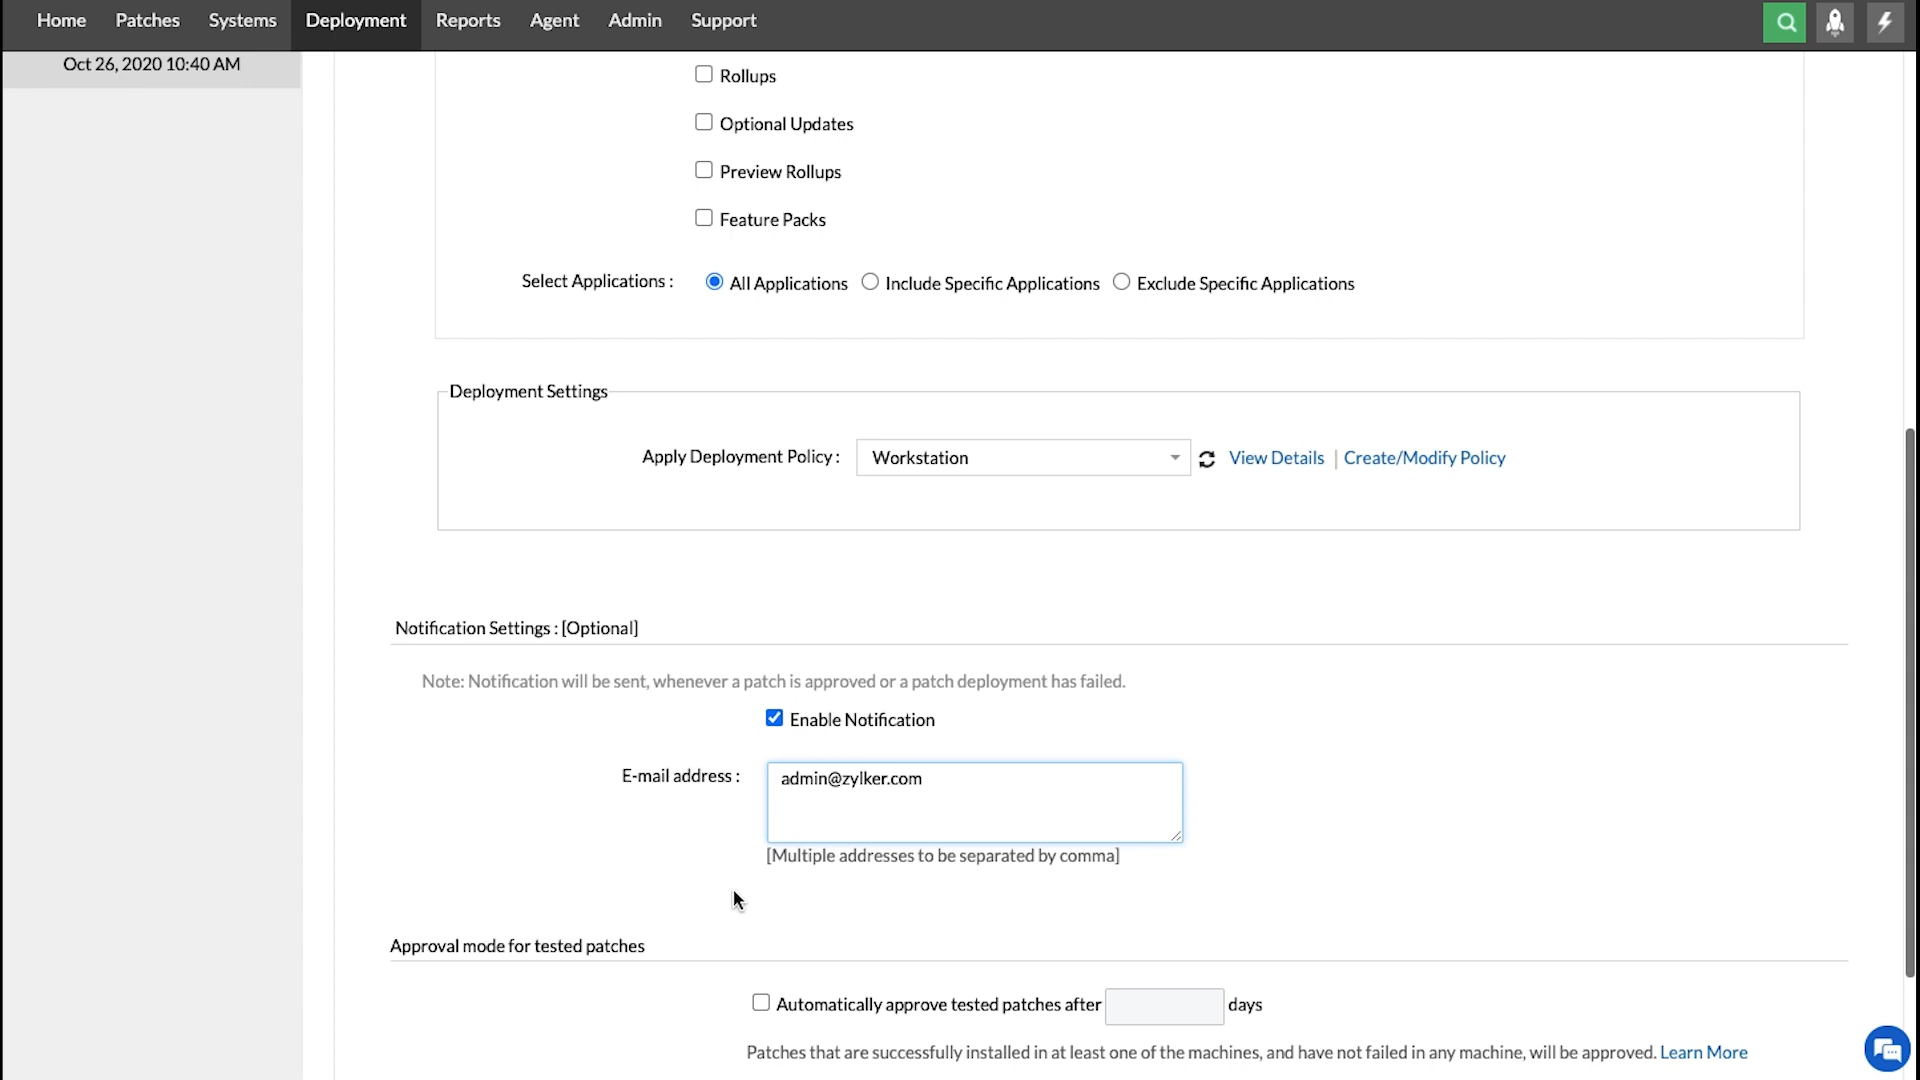 Home Patches Systems Deployment Reports Agent Admin Support
Oct 26, 2020 10:40 AM
Rollups
Optional Updates
Preview Rollups
Feature Packs
Select Applications : All Applications Include Specific Applications Exclude Specific Applications
Deployment Settings
Apply Deployment Policy : Workstation View Details | Create/Modify Policy
Notification Settings : [Optional]
Note: Notification will be sent, whenever a patch is approved or a patch deployment has failed.
Enable Notification
E-mail address : admin@zylker.com
[Multiple addresses to be separated by comma]
Approval mode for tested patches
Automatically approve tested patches after days
Patches that are successfully installed in at least one of the machines, and have not failed in any machine, will be approved. Learn More